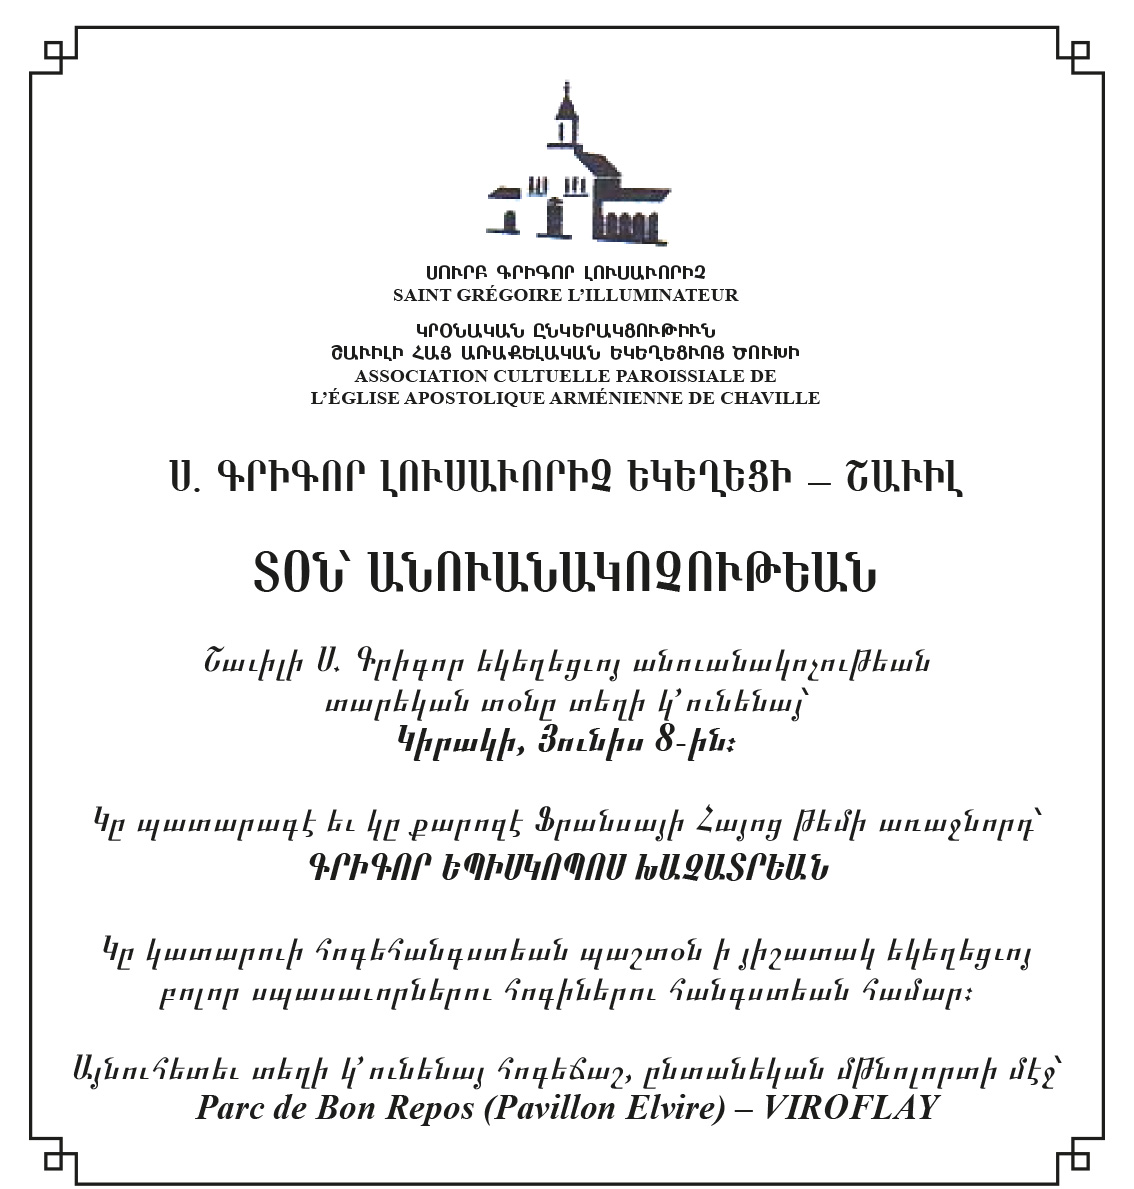 ՍՈՒՐԲ ԳՐԻԳՈՐ ԼՈՒՍԱՒՈՐԻՉ
SAINT GRÉGOIRE L’ILLUMINATEUR
ԿՐՕՆԱԿԱՆ ԸՆԿԵՐԱԿՑՈՒԹԻՒՆ
ՇԱՒԻԼԻ ՀԱՅ ԱՌԱՔԵԼԱԿԱՆ ԵԿԵՂԵՑՒՈՅ ԾՈՒԽԻ
ASSOCIATION CULTUELLE PAROISSIALE DE
L’ÉGLISE APOSTOLIQUE ARMÉNIENNE DE CHAVILLE
Ս. ԳՐԻԳՈՐ ԼՈՒՍԱՒՈՐԻՉ ԵԿԵՂԵՑԻ – ՇԱՒԻԼ
ՏՕՆ՝ ԱՆՈՒԱՆԱԿՈՉՈՒԹԵԱՆ
Շաւիլի Ս. Գրիգոր եկեղեցւոյ անուանակոչութեան
տարեկան տօնը տեղի կ’ունենայ՝
Կիրակի, Յունիս 8-ին։
Կը պատարագէ եւ կը քարոզէ Ֆրանսայի Հայոց թեմի առաջնորդ՝
ԳՐԻԳՈՐ ԵՊԻՍԿՈՊՈՍ ԽԱՉԱՏՐԵԱՆ
Կը կատարուի հոգեհանգստեան պաշտօն ի յիշատակ եկեղեցւոյ
բոլոր սպասաւորներու հոգիներու հանգստեան համար։
Այնուհետեւ տեղի կ’ունենայ հոգեճաշ, ընտանեկան մթնոլորտի մէջ՝
Parc de Bon Repos (Pavillon Elvire) – VIROFLAY